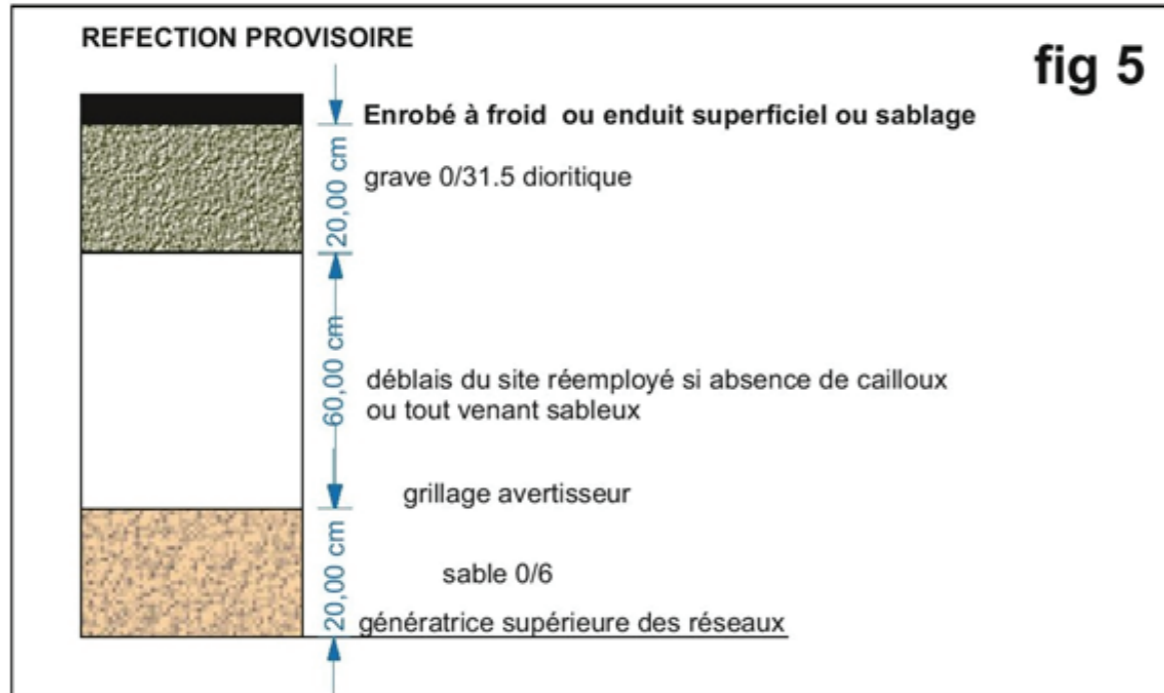 REFECTION PROVISOIRE
fig 5
Enrobé à froid ou enduit superficiel ou sablage
20,00 cm
grave 0/31.5 dioritique
60,00 cm
déblais du site réemployé si absence de cailloux
ou tout venant sableux
grillage avertisseur
20,00 cm
sable 0/6
génératrice supérieure des réseaux